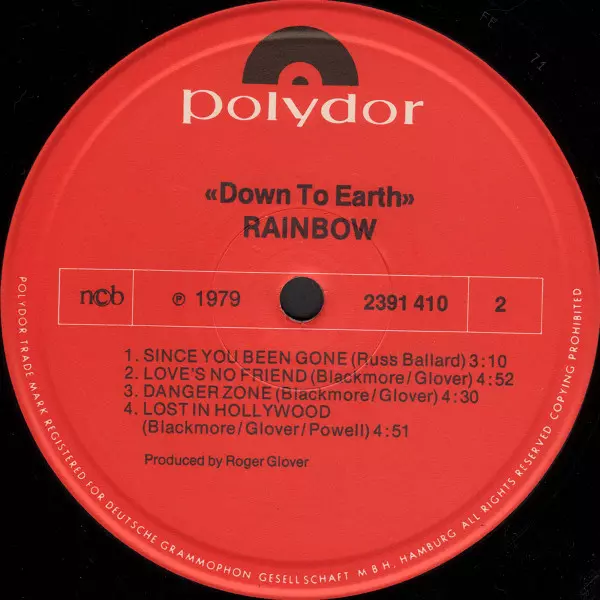 polydor
«Down To Earth»
RAINBOW
ncb ℗ 1979 2391 410 2
1. SINCE YOU BEEN GONE (Russ Ballard) 3:10
2. LOVE'S NO FRIEND (Blackmore/Glover) 4:52
3. DANGER ZONE (Blackmore/Glover) 4:30
4. LOST IN HOLLYWOOD
(Blackmore/Glover/Powell) 4:51
Produced by Roger Glover
POLYDOR TRADE MARK REGISTERED FOR DEUTSCHE GRAMMOPHON GESELLSCHAFT M B H, HAMBURG ALL RIGHTS RESERVED COPYING PROHIBITED
71